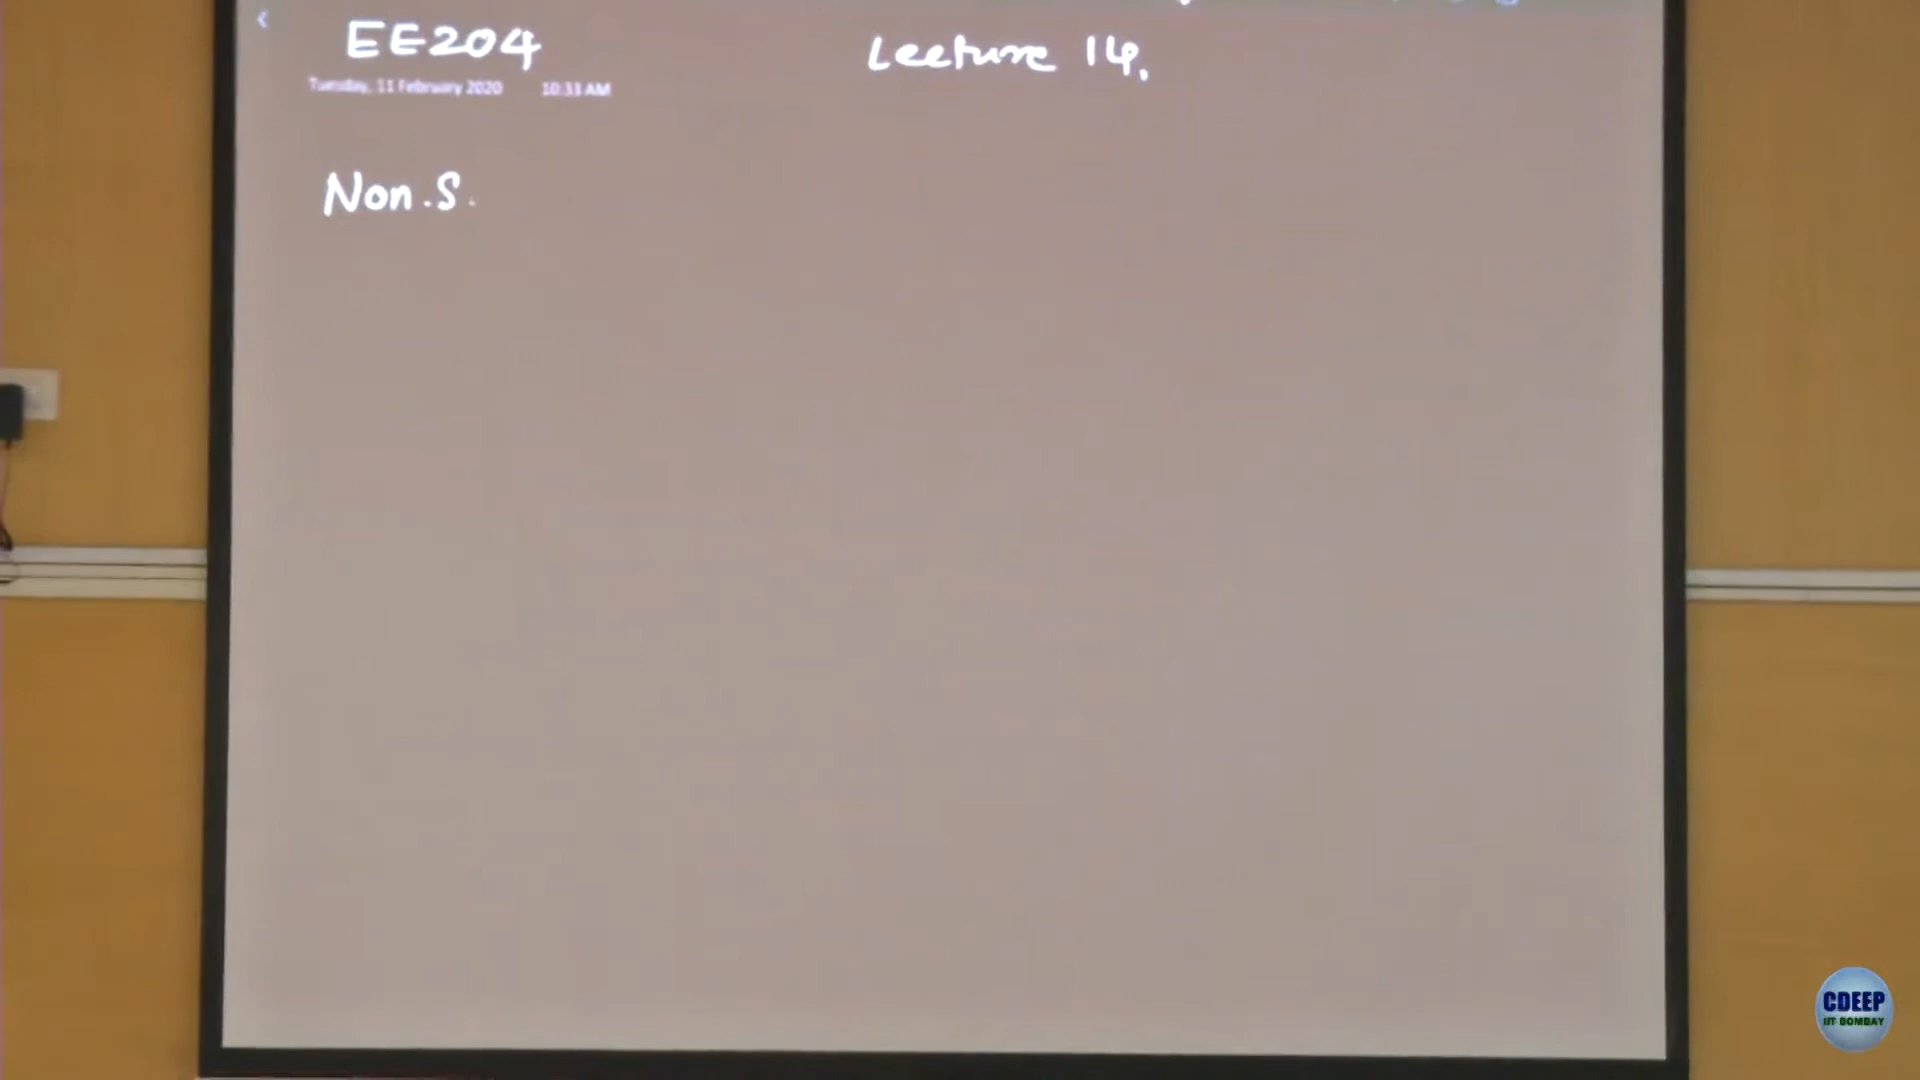 EE204
Lecture 14.
Tuesday, 11 February 2020 10:33 AM
Non.S.
CDEEP
IIT BOMBAY